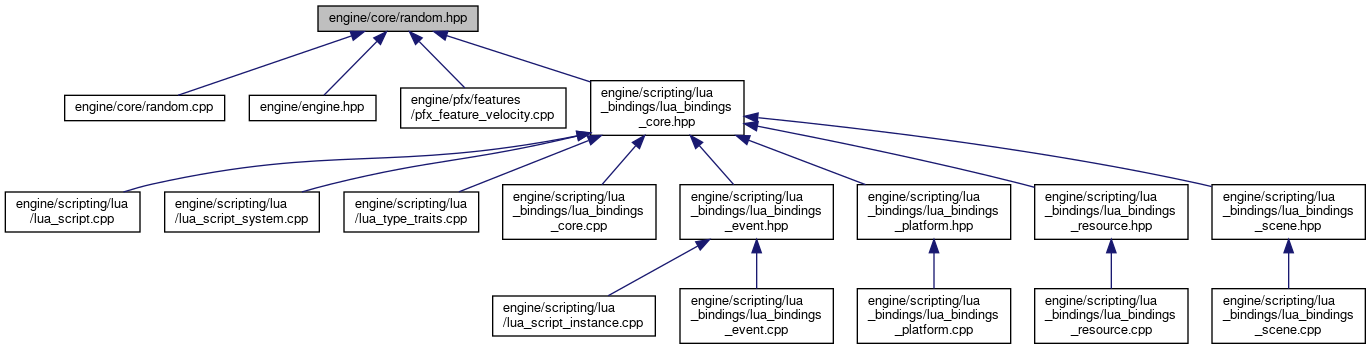 engine/core/random.hpp
engine/core/random.cpp
engine/engine.hpp
engine/pfx/features
/pfx_feature_velocity.cpp
engine/scripting/lua
_bindings/lua_bindings
_core.hpp
engine/scripting/lua
/lua_script.cpp
engine/scripting/lua
/lua_script_system.cpp
engine/scripting/lua
/lua_type_traits.cpp
engine/scripting/lua
_bindings/lua_bindings
_core.cpp
engine/scripting/lua
_bindings/lua_bindings
_event.hpp
engine/scripting/lua
_bindings/lua_bindings
_platform.hpp
engine/scripting/lua
_bindings/lua_bindings
_resource.hpp
engine/scripting/lua
_bindings/lua_bindings
_scene.hpp
engine/scripting/lua
/lua_script_instance.cpp
engine/scripting/lua
_bindings/lua_bindings
_event.cpp
engine/scripting/lua
_bindings/lua_bindings
_platform.cpp
engine/scripting/lua
_bindings/lua_bindings
_resource.cpp
engine/scripting/lua
_bindings/lua_bindings
_scene.cpp